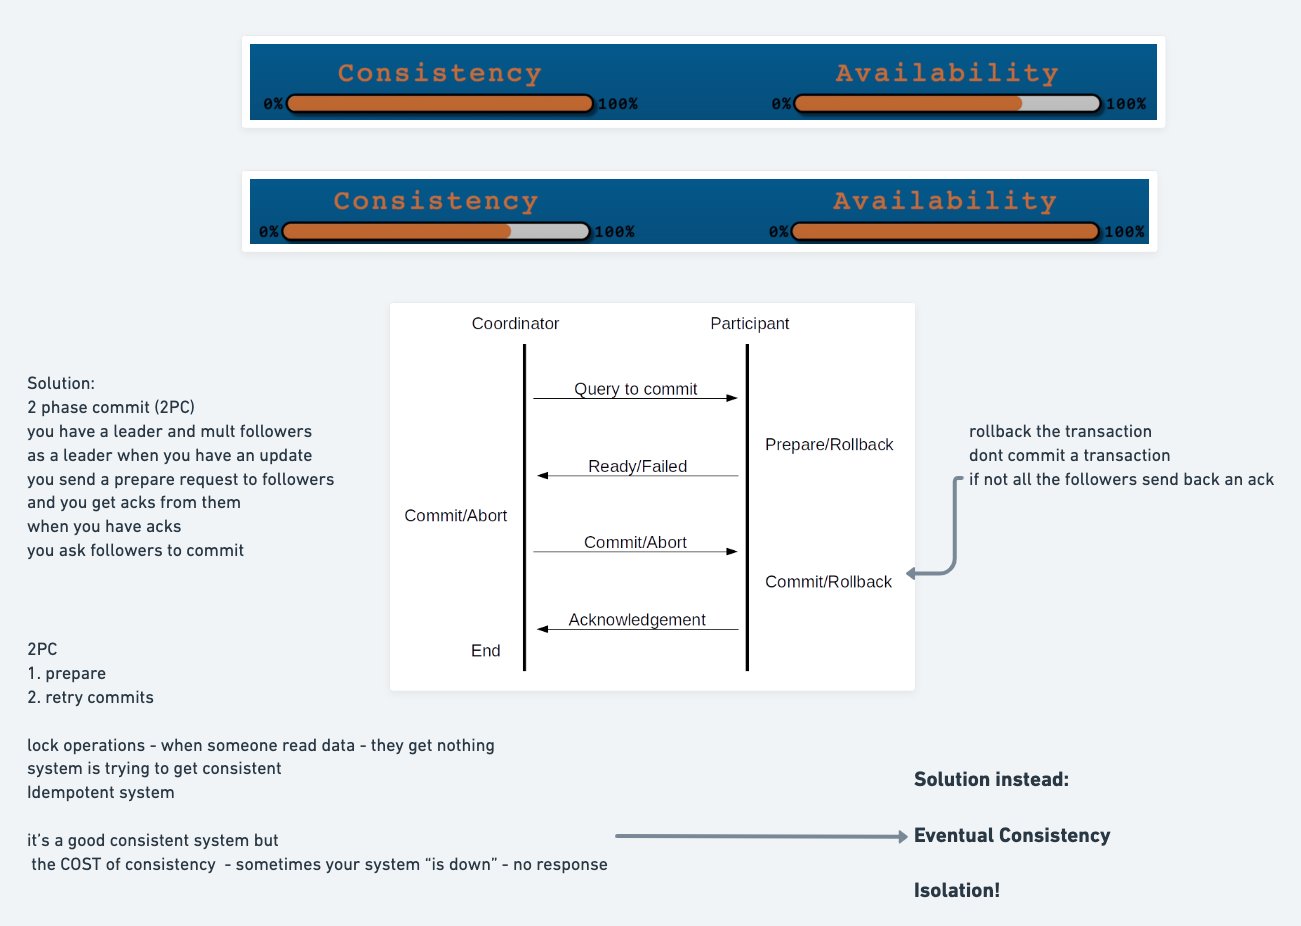 Consistency
Availability
0% 100%
0% 100%
Consistency
Availability
0% 100%
0% 100%
Coordinator
Participant
Query to commit
Prepare/Rollback
Ready/Failed
Commit/Abort
Commit/Abort
Commit/Rollback
Acknowledgement
End
Solution:
2 phase commit (2PC)
you have a leader and mult followers
as a leader when you have an update
you send a prepare request to followers
and you get acks from them
when you have acks
you ask followers to commit
rollback the transaction
dont commit a transaction
if not all the followers send back an ack
2PC
1. prepare
2. retry commits
lock operations - when someone read data - they get nothing
system is trying to get consistent
Idempotent system
it’s a good consistent system but
the COST of consistency - sometimes your system “is down” - no response
Solution instead:
Eventual Consistency
Isolation!